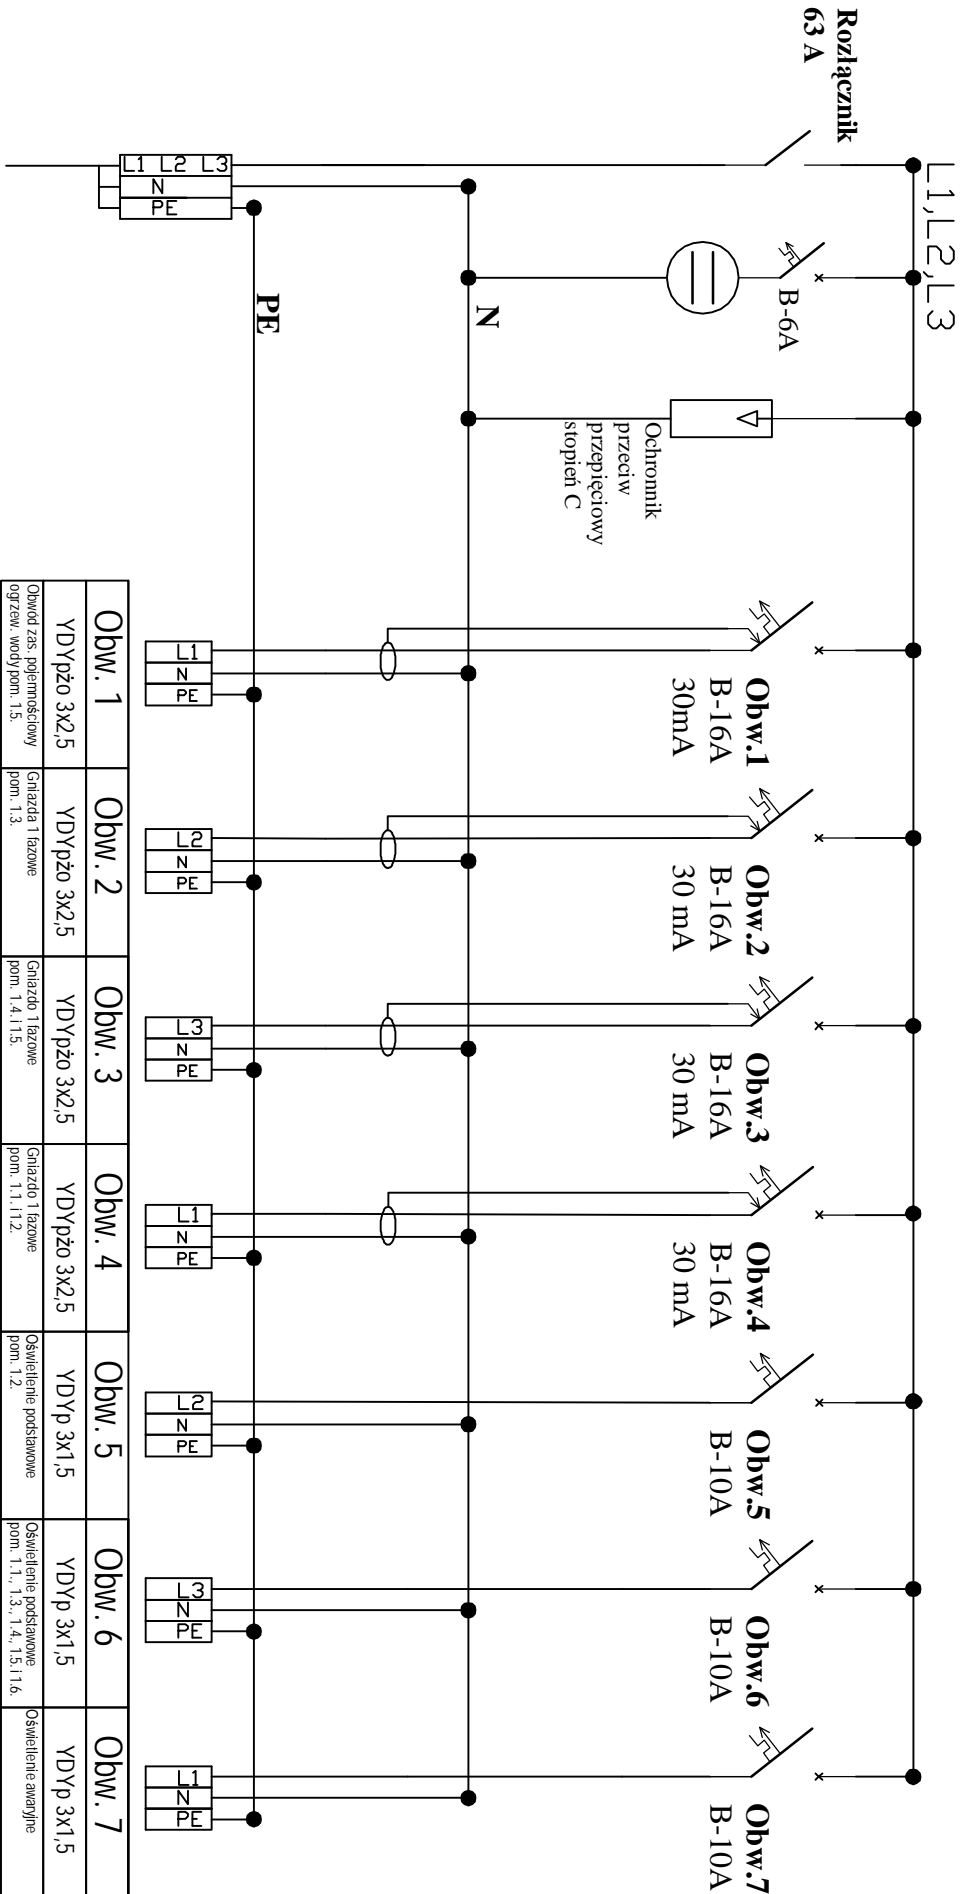 L1,L2,L3
Rozłącznik
63 A
B-6A
Ochronnik
przeciw
przepięciowy
stopień C
Obw.1
B-16A
30mA
Obw.2
B-16A
30 mA
Obw.3
B-16A
30 mA
Obw.4
B-16A
30 mA
Obw.5
B-10A
Obw.6
B-10A
Obw.7
B-10A
N
PE
L1 L2 L3
N
PE
L1
N
PE
L2
N
PE
L3
N
PE
L1
N
PE
L2
N
PE
L3
N
PE
L1
N
PE
Obw. 1
YDYpżo 3x2,5
Obwód zas. pojemnościowy
ogrzew. wody pom. 1.5.
Obw. 2
YDYpżo 3x2,5
Gniazda 1 fazowe
pom. 1.3.
Obw. 3
YDYpżo 3x2,5
Gniazdo 1 fazowe
pom. 1.4. i 1.5.
Obw. 4
YDYpżo 3x2,5
Gniazdo 1 fazowe
pom. 1.1. i 1.2.
Obw. 5
YDYp 3x1,5
Oświetlenie podstawowe
pom. 1.2.
Obw. 6
YDYp 3x1,5
Oświetlenie podstawowe
pom. 1.1., 1.3., 1.4., 1.5. i 1.6.
Obw. 7
YDYp 3x1,5
Oświetlenie awaryjne